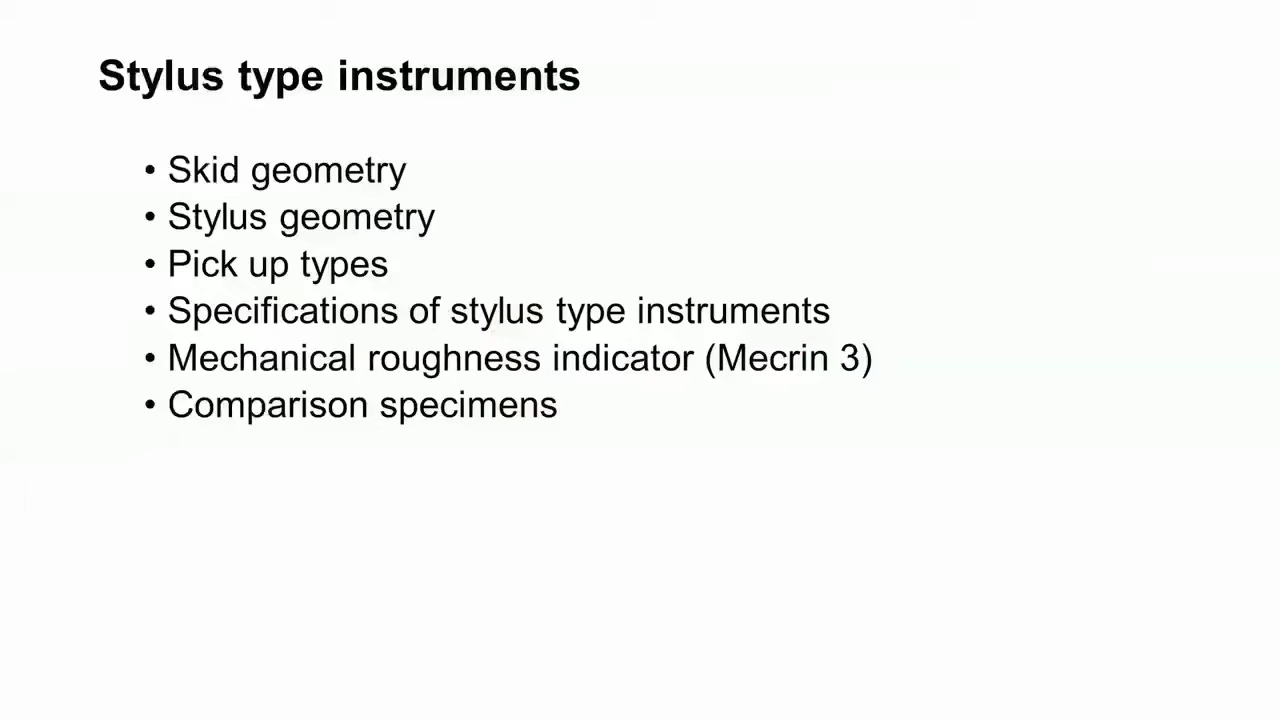 Stylus type instruments
• Skid geometry
• Stylus geometry
• Pick up types
• Specifications of stylus type instruments
• Mechanical roughness indicator (Mecrin 3)
• Comparison specimens